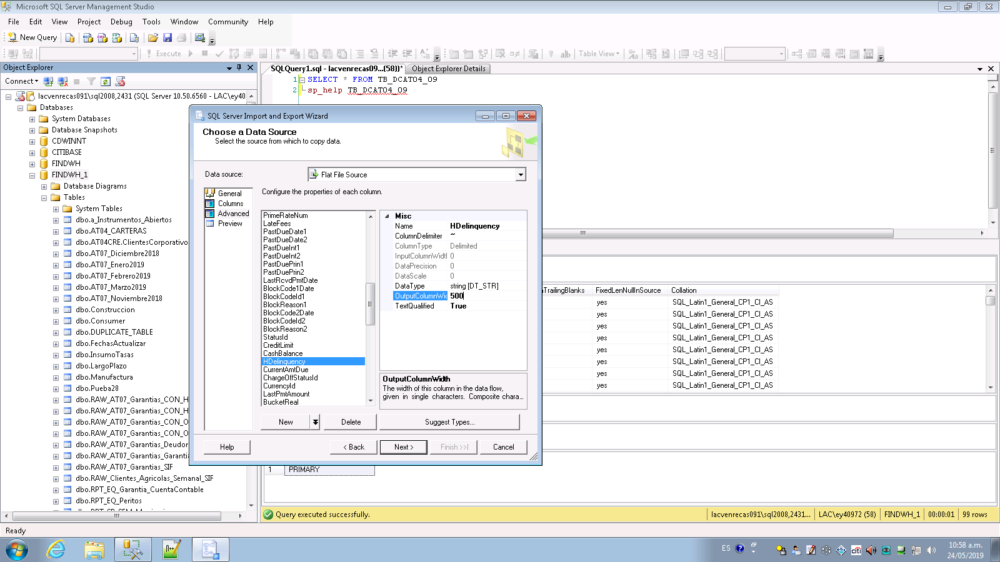 Microsoft SQL Server Management Studio
File Edit View Project Debug Tools Window Community Help
New Query
Execute
Table View
Object Explorer
SQLQuery1.sql - lacvenrecas09...(58))* Object Explorer Details
Connect
1 SELECT * FROM TB_DCAT04_09
2 sp_help TB_DCAT04_09
lacvenrecas091\sql2008,2431 (SQL Server 10.50.6560 - LAC\ey40
Databases
System Databases
Database Snapshots
CDWINNT
CITIBASE
FINDWH
FINDWH_1
Database Diagrams
Tables
System Tables
dbo.a_Instrumentos_Abiertos
dbo.AT04_CARTERAS
dbo.AT04CRE.ClientesCorporativo
dbo.AT07_Diciembre2018
dbo.AT07_Enero2019
dbo.AT07_Febrero2019
dbo.AT07_Marzo2019
dbo.AT07_Noviembre2018
dbo.Construccion
dbo.Consumer
dbo.DUPLICATE_TABLE
dbo.FechasActualizar
dbo.InsumoTasas
dbo.LargoPlazo
dbo.Manufactura
dbo.Pueba28
dbo.RAW_AT07_Garantias_CON_H
dbo.RAW_AT07_Garantias_CON_H
dbo.RAW_AT07_Garantias_CON_O
dbo.RAW_AT07_Garantias_CON_O
dbo.RAW_AT07_Garantias_Deudor
dbo.RAW_AT07_Garantias_Garanti
dbo.RAW_AT07_Garantias_SIF
dbo.RAW_Clientes_Agricolas_Semanal_SIF
dbo.RPT_EQ_Garantia_CuentaContable
dbo.RPT_EQ_Peritos
SQL Server Import and Export Wizard
Choose a Data Source
Select the source from which to copy data.
Data source: Flat File Source
General
Columns
Advanced
Preview
Configure the properties of each column.
PrimeRateNum
LateFees
PastDueDate1
PastDueDate2
PastDueInt1
PastDueInt2
PastDuePrin1
PastDuePrin2
LastRcvdPmtDate
BlockCode1Date
BlockCodeId1
BlockReason1
BlockCode2Date
BlockCodeId2
BlockReason2
StatusId
CreditLimit
CashBalance
HDelinquency
CurrentAmtDue
ChargeOffStatusId
CurrencyId
LastPmtAmount
BucketReal
Misc
Name HDelinquency
ColumnDelimiter ~
ColumnType Delimited
InputColumnWidtl 0
DataPrecision 0
DataScale 0
DataType string [DT_STR]
OutputColumnWid 500
TextQualified True
OutputColumnWidth
The width of this column in the data flow,
given in single characters. Composite chara...
New Delete Suggest Types...
Help < Back Next > Finish >>| Cancel
TrailingBlanks FixedLenNullInSource Collation
yes SQL_Latin1_General_CP1_CI_AS
yes SQL_Latin1_General_CP1_CI_AS
yes SQL_Latin1_General_CP1_CI_AS
yes SQL_Latin1_General_CP1_CI_AS
yes SQL_Latin1_General_CP1_CI_AS
yes SQL_Latin1_General_CP1_CI_AS
yes SQL_Latin1_General_CP1_CI_AS
yes SQL_Latin1_General_CP1_CI_AS
1 PRIMARY
Query executed successfully. lacvenrecas091\sql2008,2431... LAC\ey40972 (58) FINDWH_1 00:00:01 99 rows
Ready
ES
citi
10:58 a.m.
24/05/2019